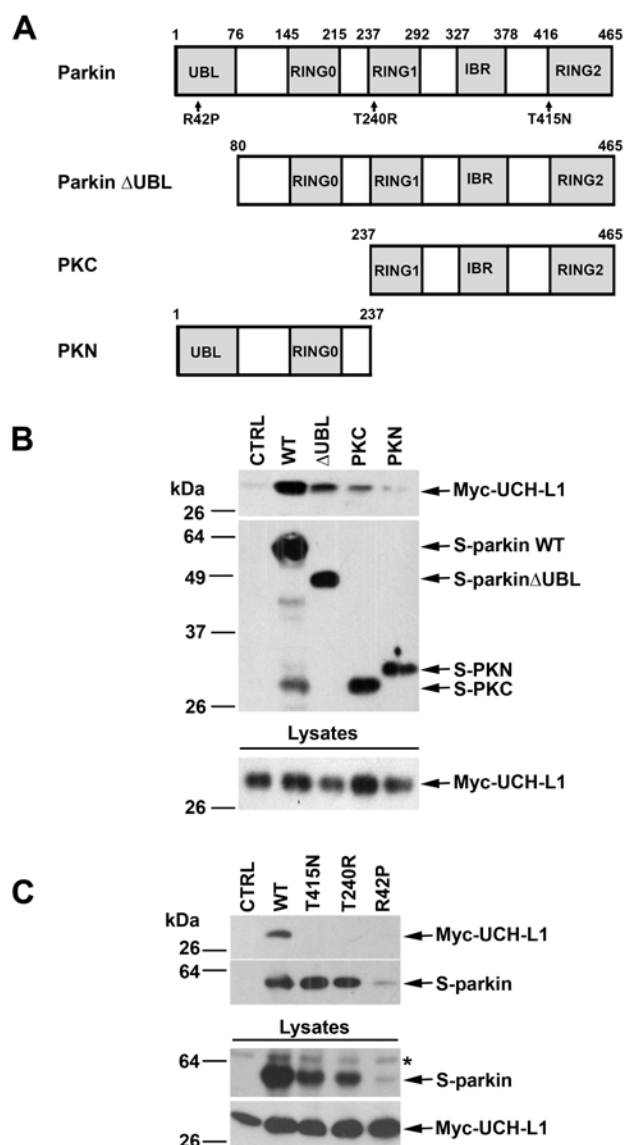 A
1 76 145 215 237 292 327 378 416 465
Parkin UBL RING0 RING1 IBR RING2
R42P T240R T415N
80 465
Parkin ΔUBL RING0 RING1 IBR RING2
237 465
PKC RING1 IBR RING2
1 237
PKN UBL RING0
B
CTRL WT ΔUBL PKC PKN
kDa
Myc-UCH-L1
26
64
S-parkin WT
49 S-parkinΔUBL
37
S-PKN
S-PKC
26
Lysates
Myc-UCH-L1
26
C
CTRL WT T415N T240R R42P
kDa
Myc-UCH-L1
26
64
S-parkin
Lysates
64 *
S-parkin
Myc-UCH-L1
26